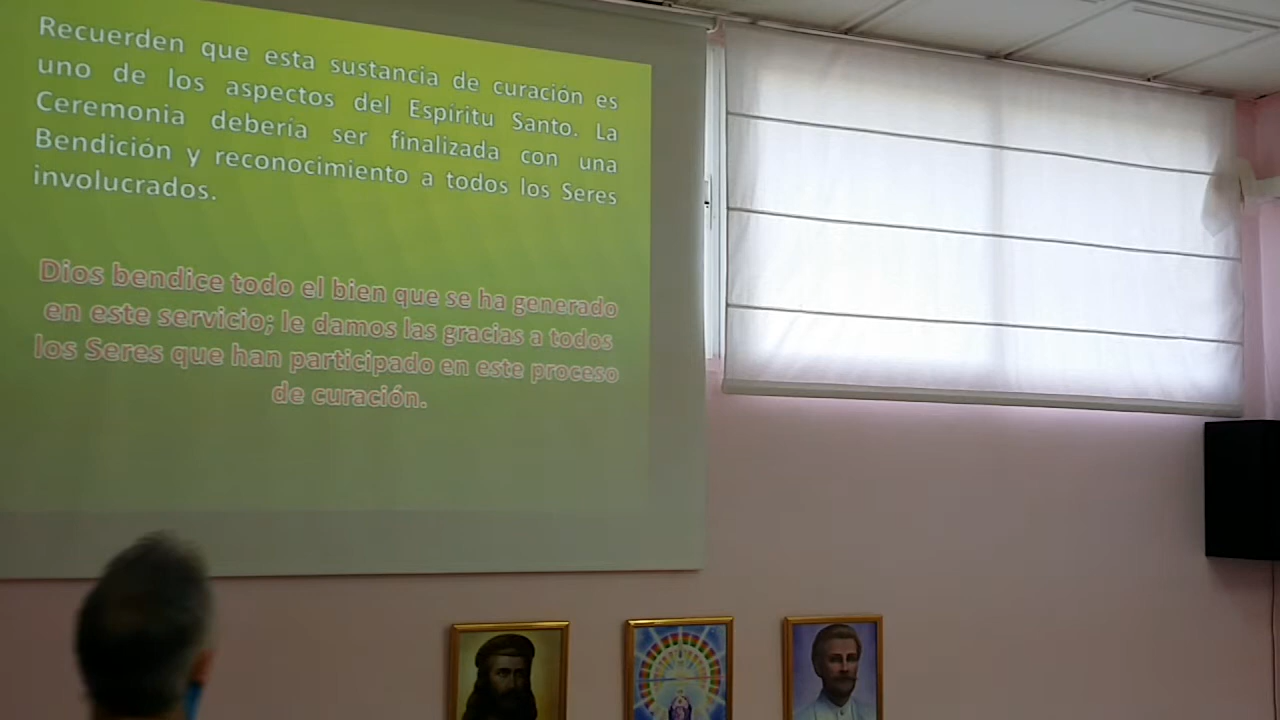 Recuerden que esta sustancia de curación es
uno de los aspectos del Espíritu Santo. La
Ceremonia debería ser finalizada con una
Bendición y reconocimiento a todos los Seres
involucrados.
Dios bendice todo el bien que se ha generado
en este servicio; le damos las gracias a todos
los Seres que han participado en este proceso
de curación.